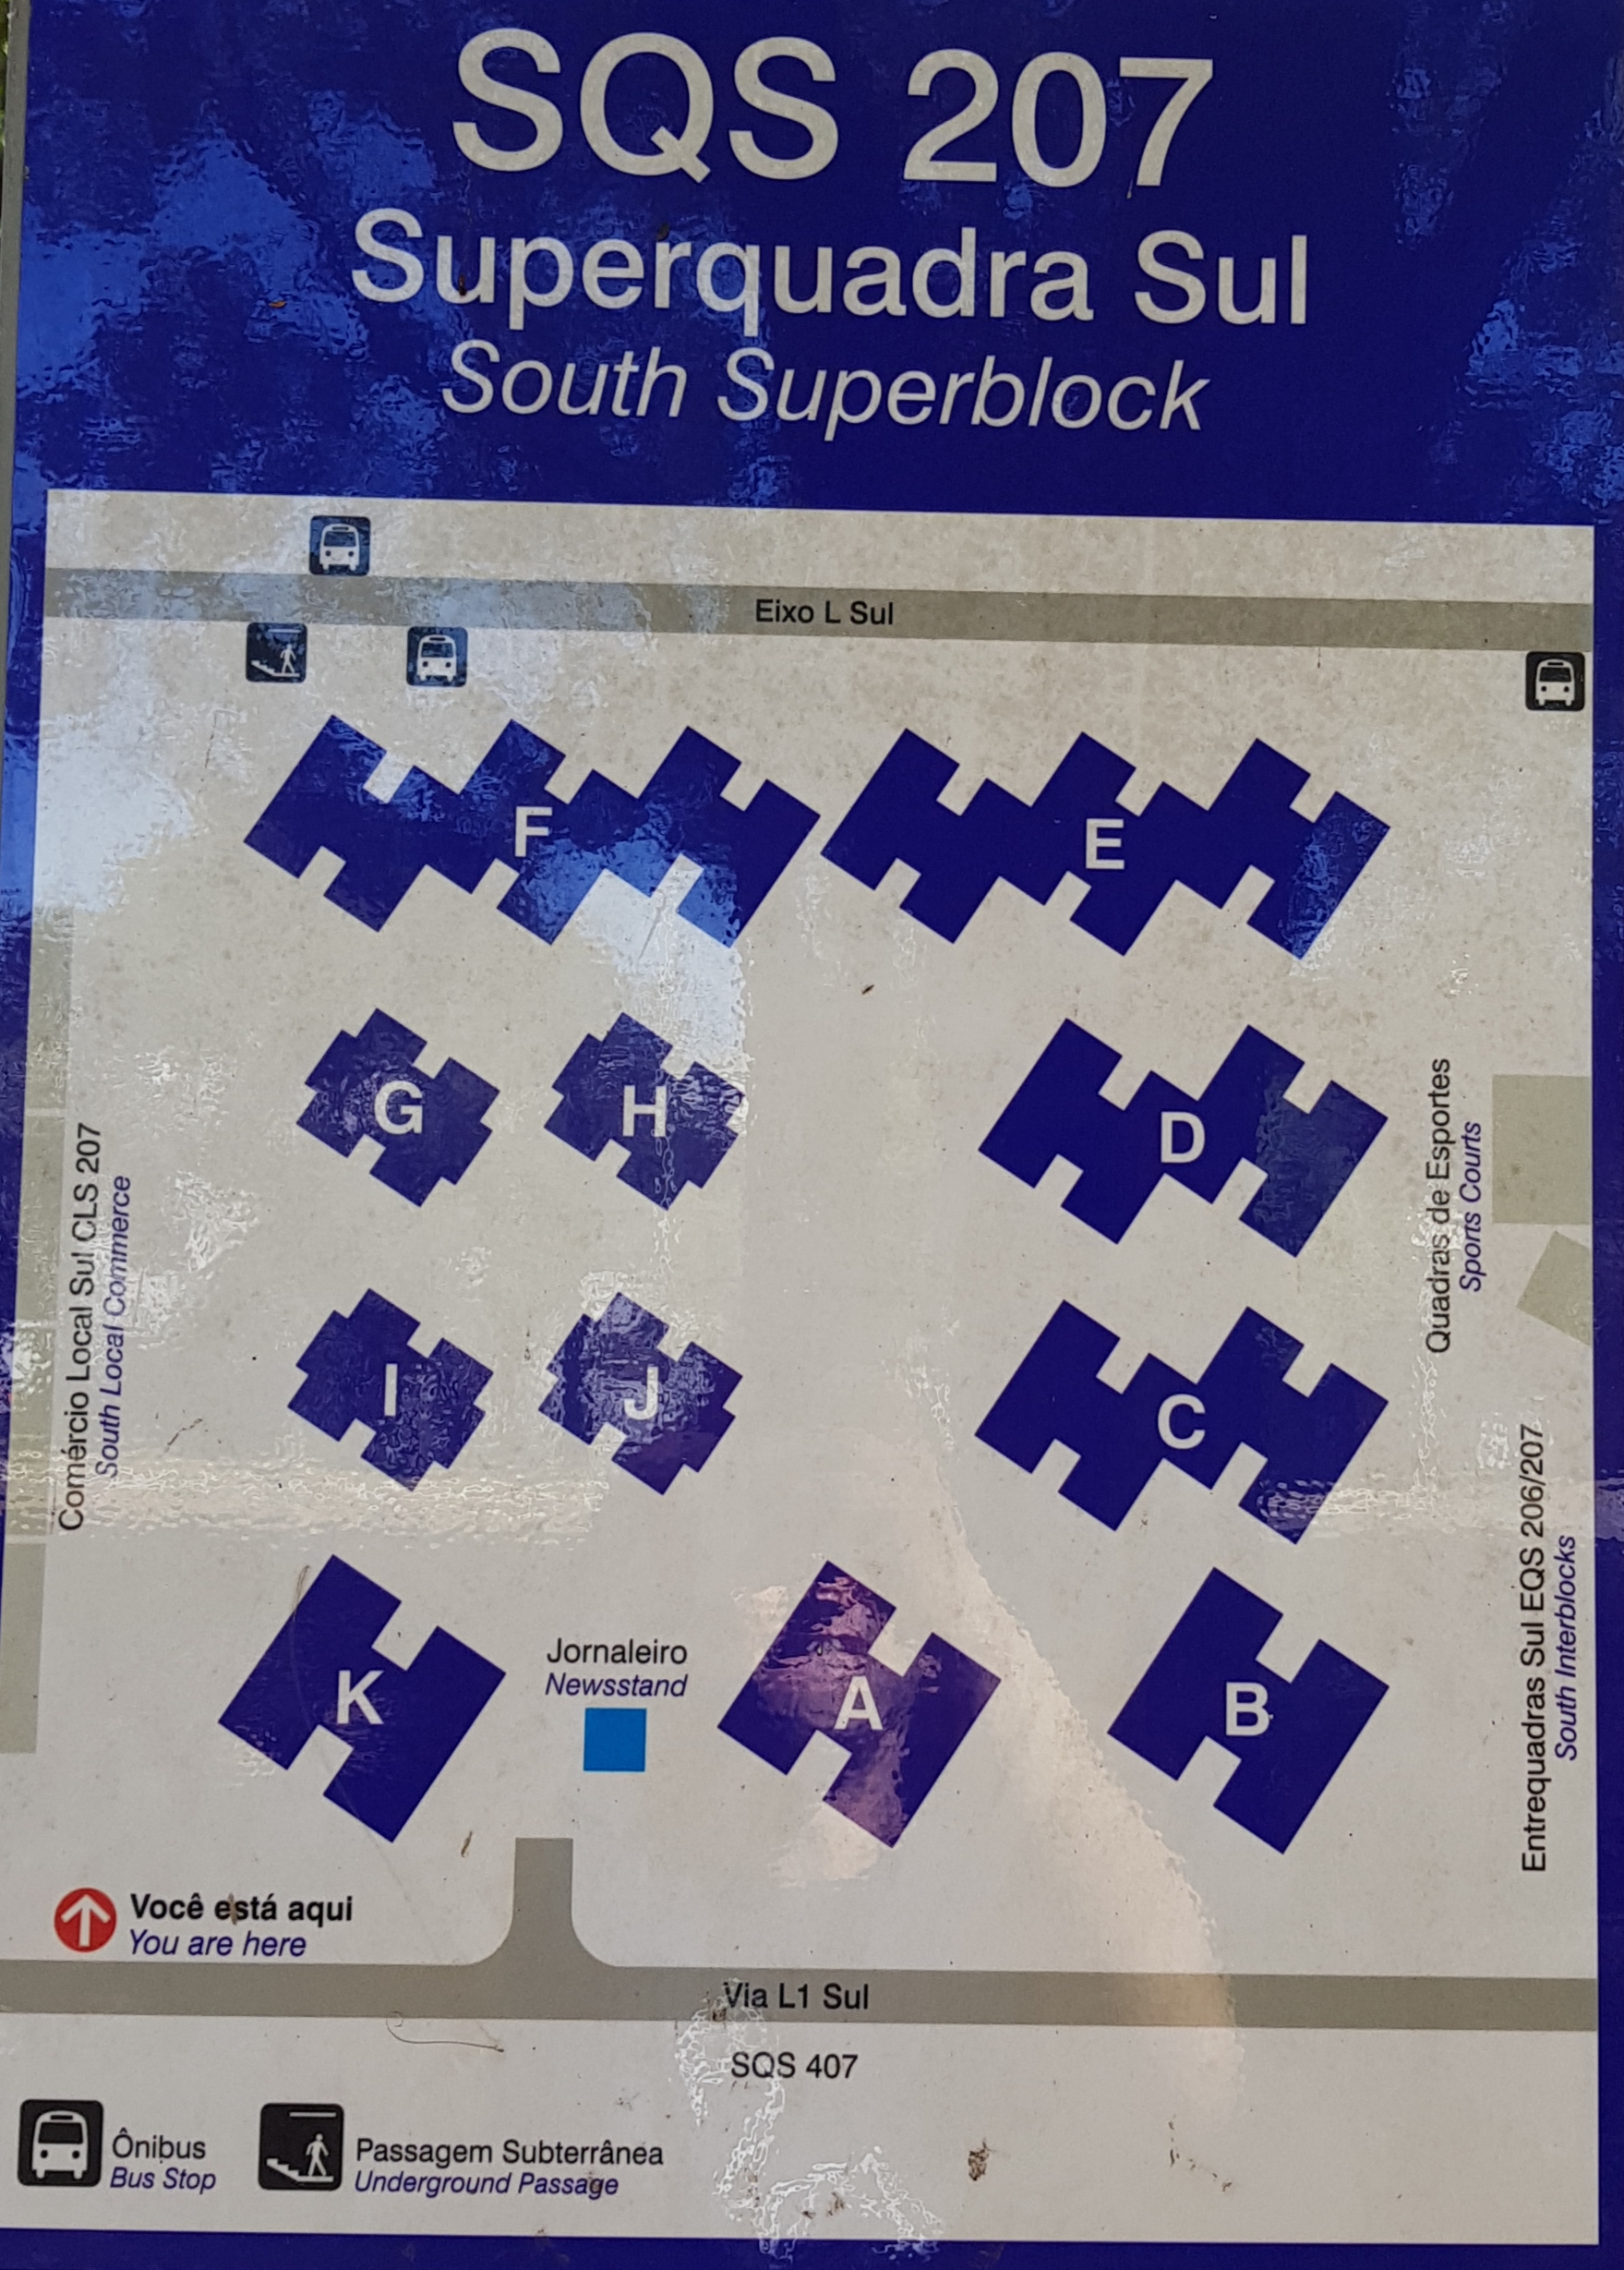 SQS 207
Superquadra Sul
South Superblock
Eixo L Sul
F
E
G
H
D
Quadras de Esportes
Sports Courts
Comércio Local Sul CLS 207
South Local Commerce
I
J
C
Entrequadras Sul EQS 206/207
South Interblocks
K
Jornaleiro
Newsstand
A
B
Você está aqui
You are here
Via L1 Sul
SQS 407
Ônibus
Bus Stop
Passagem Subterrânea
Underground Passage